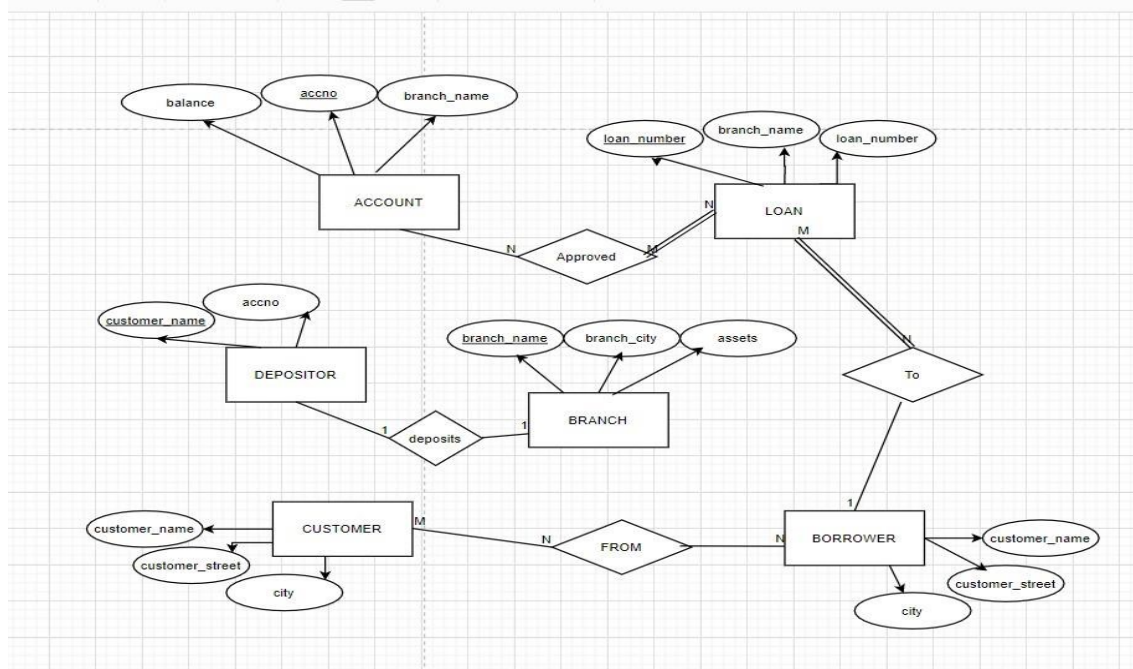 balance
accno
branch_name
loan_number
branch_name
loan_number
ACCOUNT
LOAN
N
M
N
Approved
M
customer_name
accno
branch_name
branch_city
assets
DEPOSITOR
BRANCH
1
deposits
1
N
To
1
customer_name
customer_street
city
CUSTOMER
M
N
FROM
N
BORROWER
customer_name
customer_street
city